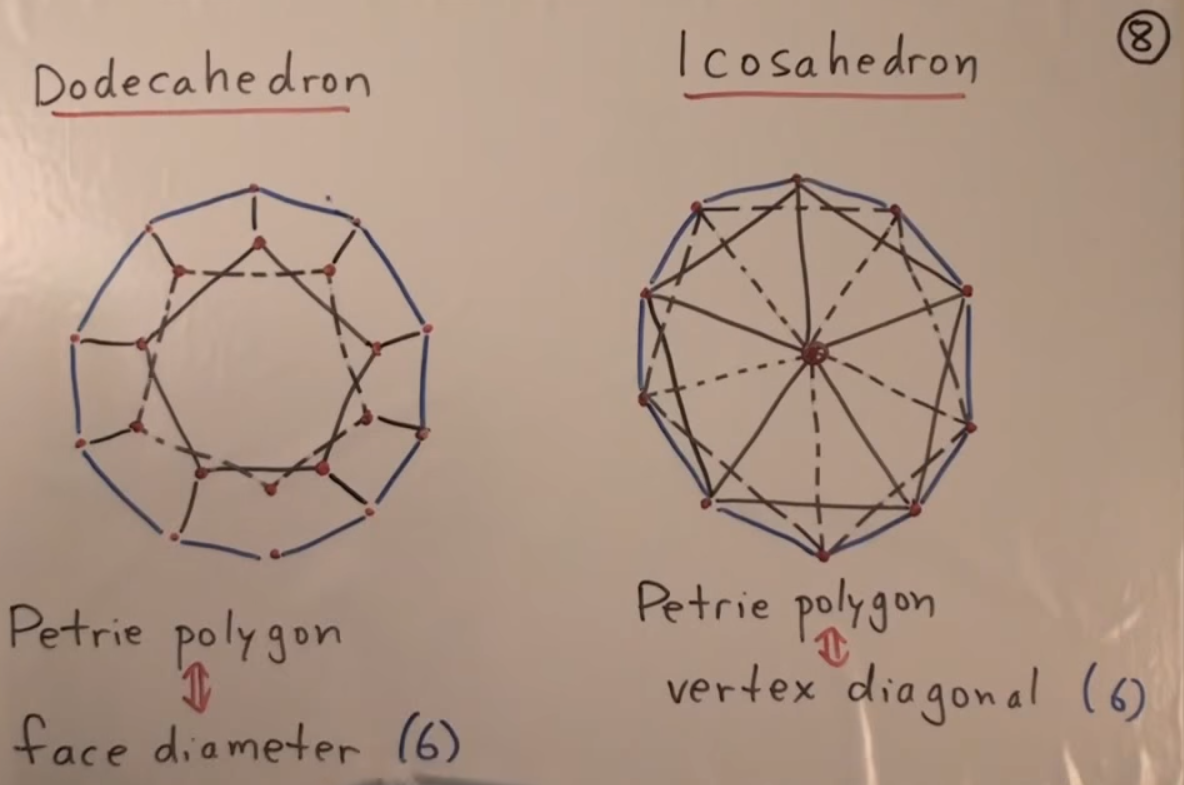 Dodecahedron
Icosahedron
⑧
Petrie polygon
⇕
face diameter (6)
Petrie polygon
⇕
vertex diagonal (6)